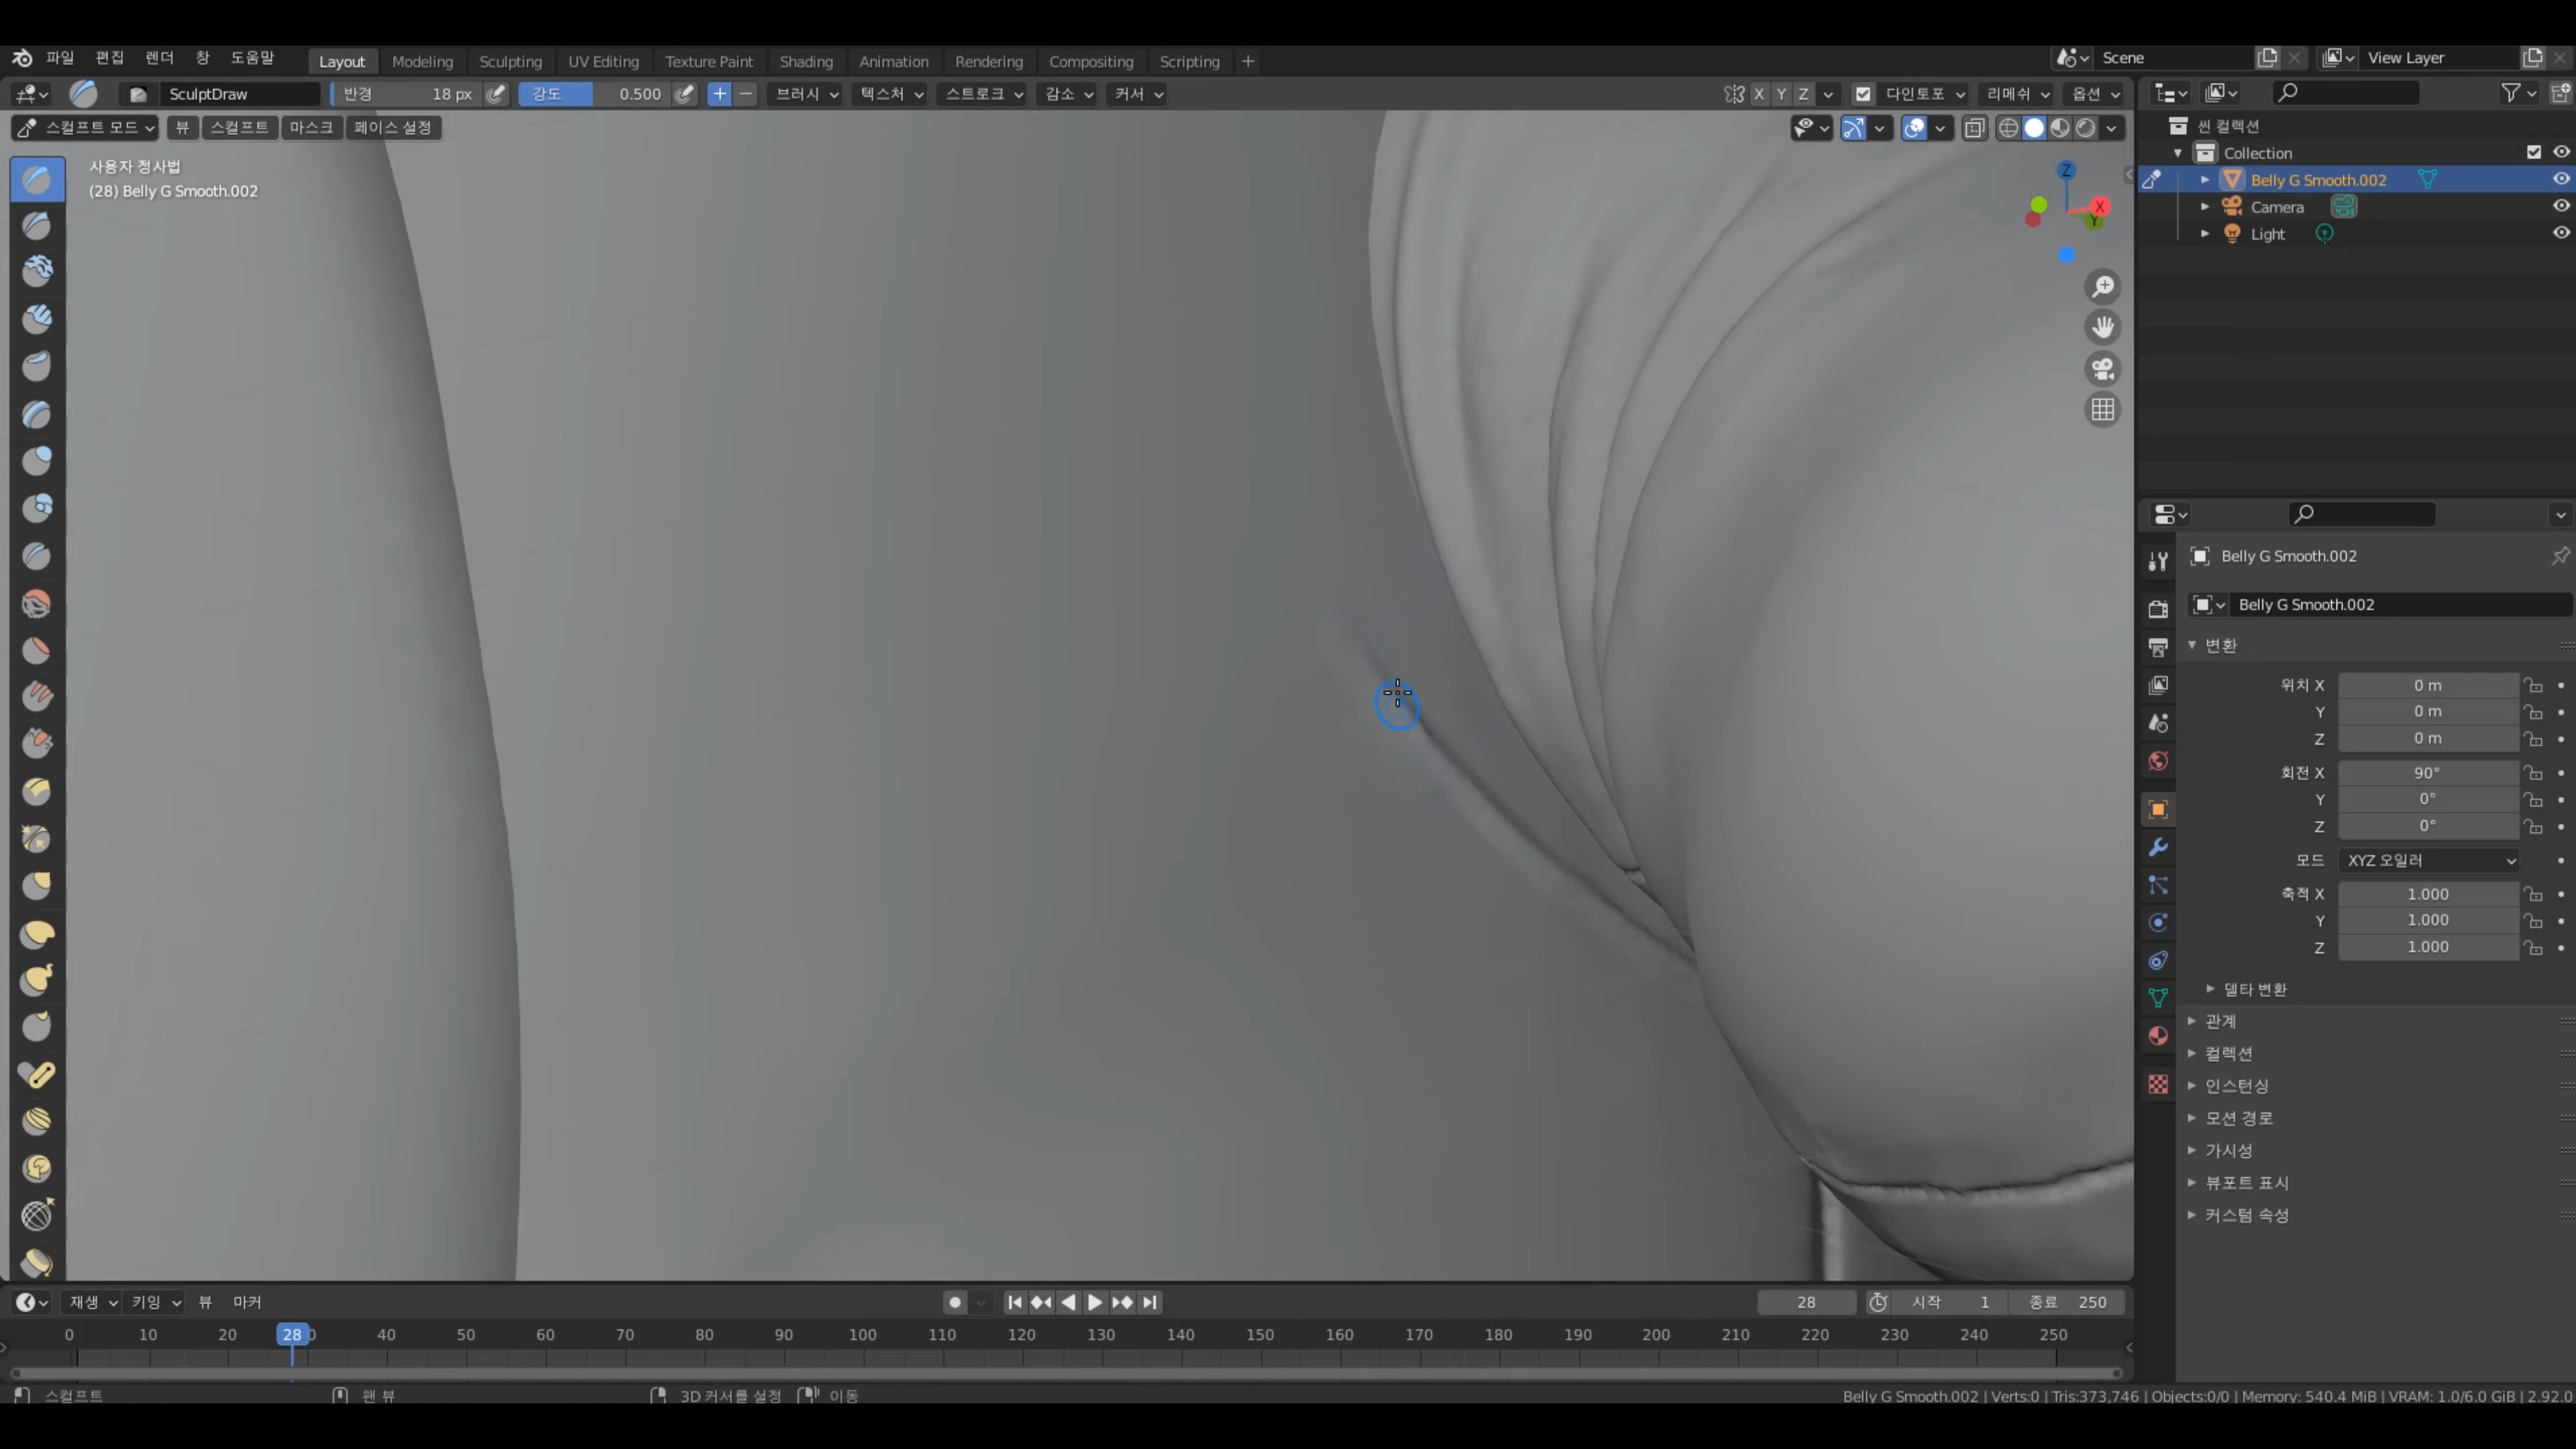 파일 편집 렌더 창 도움말 Layout Modeling Sculpting UV Editing Texture Paint Shading Animation Rendering Compositing Scripting + Scene View Layer
SculptDraw 반경 18 px 강도 0.500 + − 브러시 텍스처 스트로크 감소 커서 X Y Z 다인토포 리메쉬 옵션
스컬프트 모드 뷰 스컬프트 마스크 페이스 설정
사용자 정사법
(28) Belly G Smooth.002
Z
X
Y
씬 컬렉션
Collection
Belly G Smooth.002
Camera
Light
Belly G Smooth.002
Belly G Smooth.002
변환
위치 X 0 m
Y 0 m
Z 0 m
회전 X 90°
Y 0°
Z 0°
모드 XYZ 오일러
축적 X 1.000
Y 1.000
Z 1.000
델타 변환
관계
컬렉션
인스턴싱
모션 경로
가시성
뷰포트 표시
커스텀 속성
재생 키잉 뷰 마커 28 시작 1 종료 250
0 10 20 28 40 50 60 70 80 90 100 110 120 130 140 150 160 170 180 190 200 210 220 230 240 250
스컬프트 팬 뷰 3D 커서를 설정 이동 Belly G Smooth.002 | Verts:0 | Tris:373,746 | Objects:0/0 | Memory: 540.4 MiB | VRAM: 1.0/6.0 GiB | 2.92.0